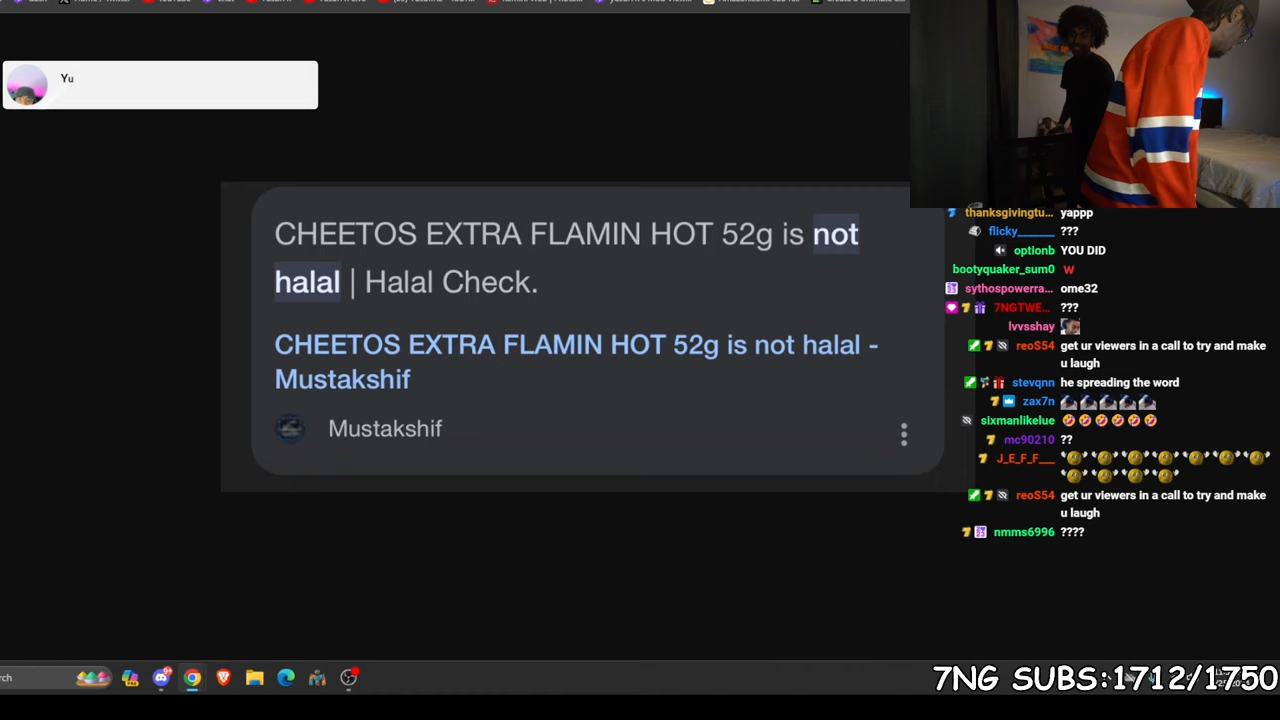 Yu
CHEETOS EXTRA FLAMIN HOT 52g is not
halal | Halal Check.
CHEETOS EXTRA FLAMIN HOT 52g is not halal -
Mustakshif
Mustakshif
thanksgivingtu... yappp
flicky_______ ???
optionb YOU DID
bootyquaker_sum0 W
sythospowerra... ome32
7NGTWE... ???
lvvsshay
reoS54 get ur viewers in a call to try and make
u laugh
stevqnn he spreading the word
zax7n
sixmanlikelue 🤣🤣🤣🤣🤣🤣
mc90210 ??
J_E_F_F___
reoS54 get ur viewers in a call to try and make
u laugh
nmms6996 ????
7NG SUBS:1712/1750